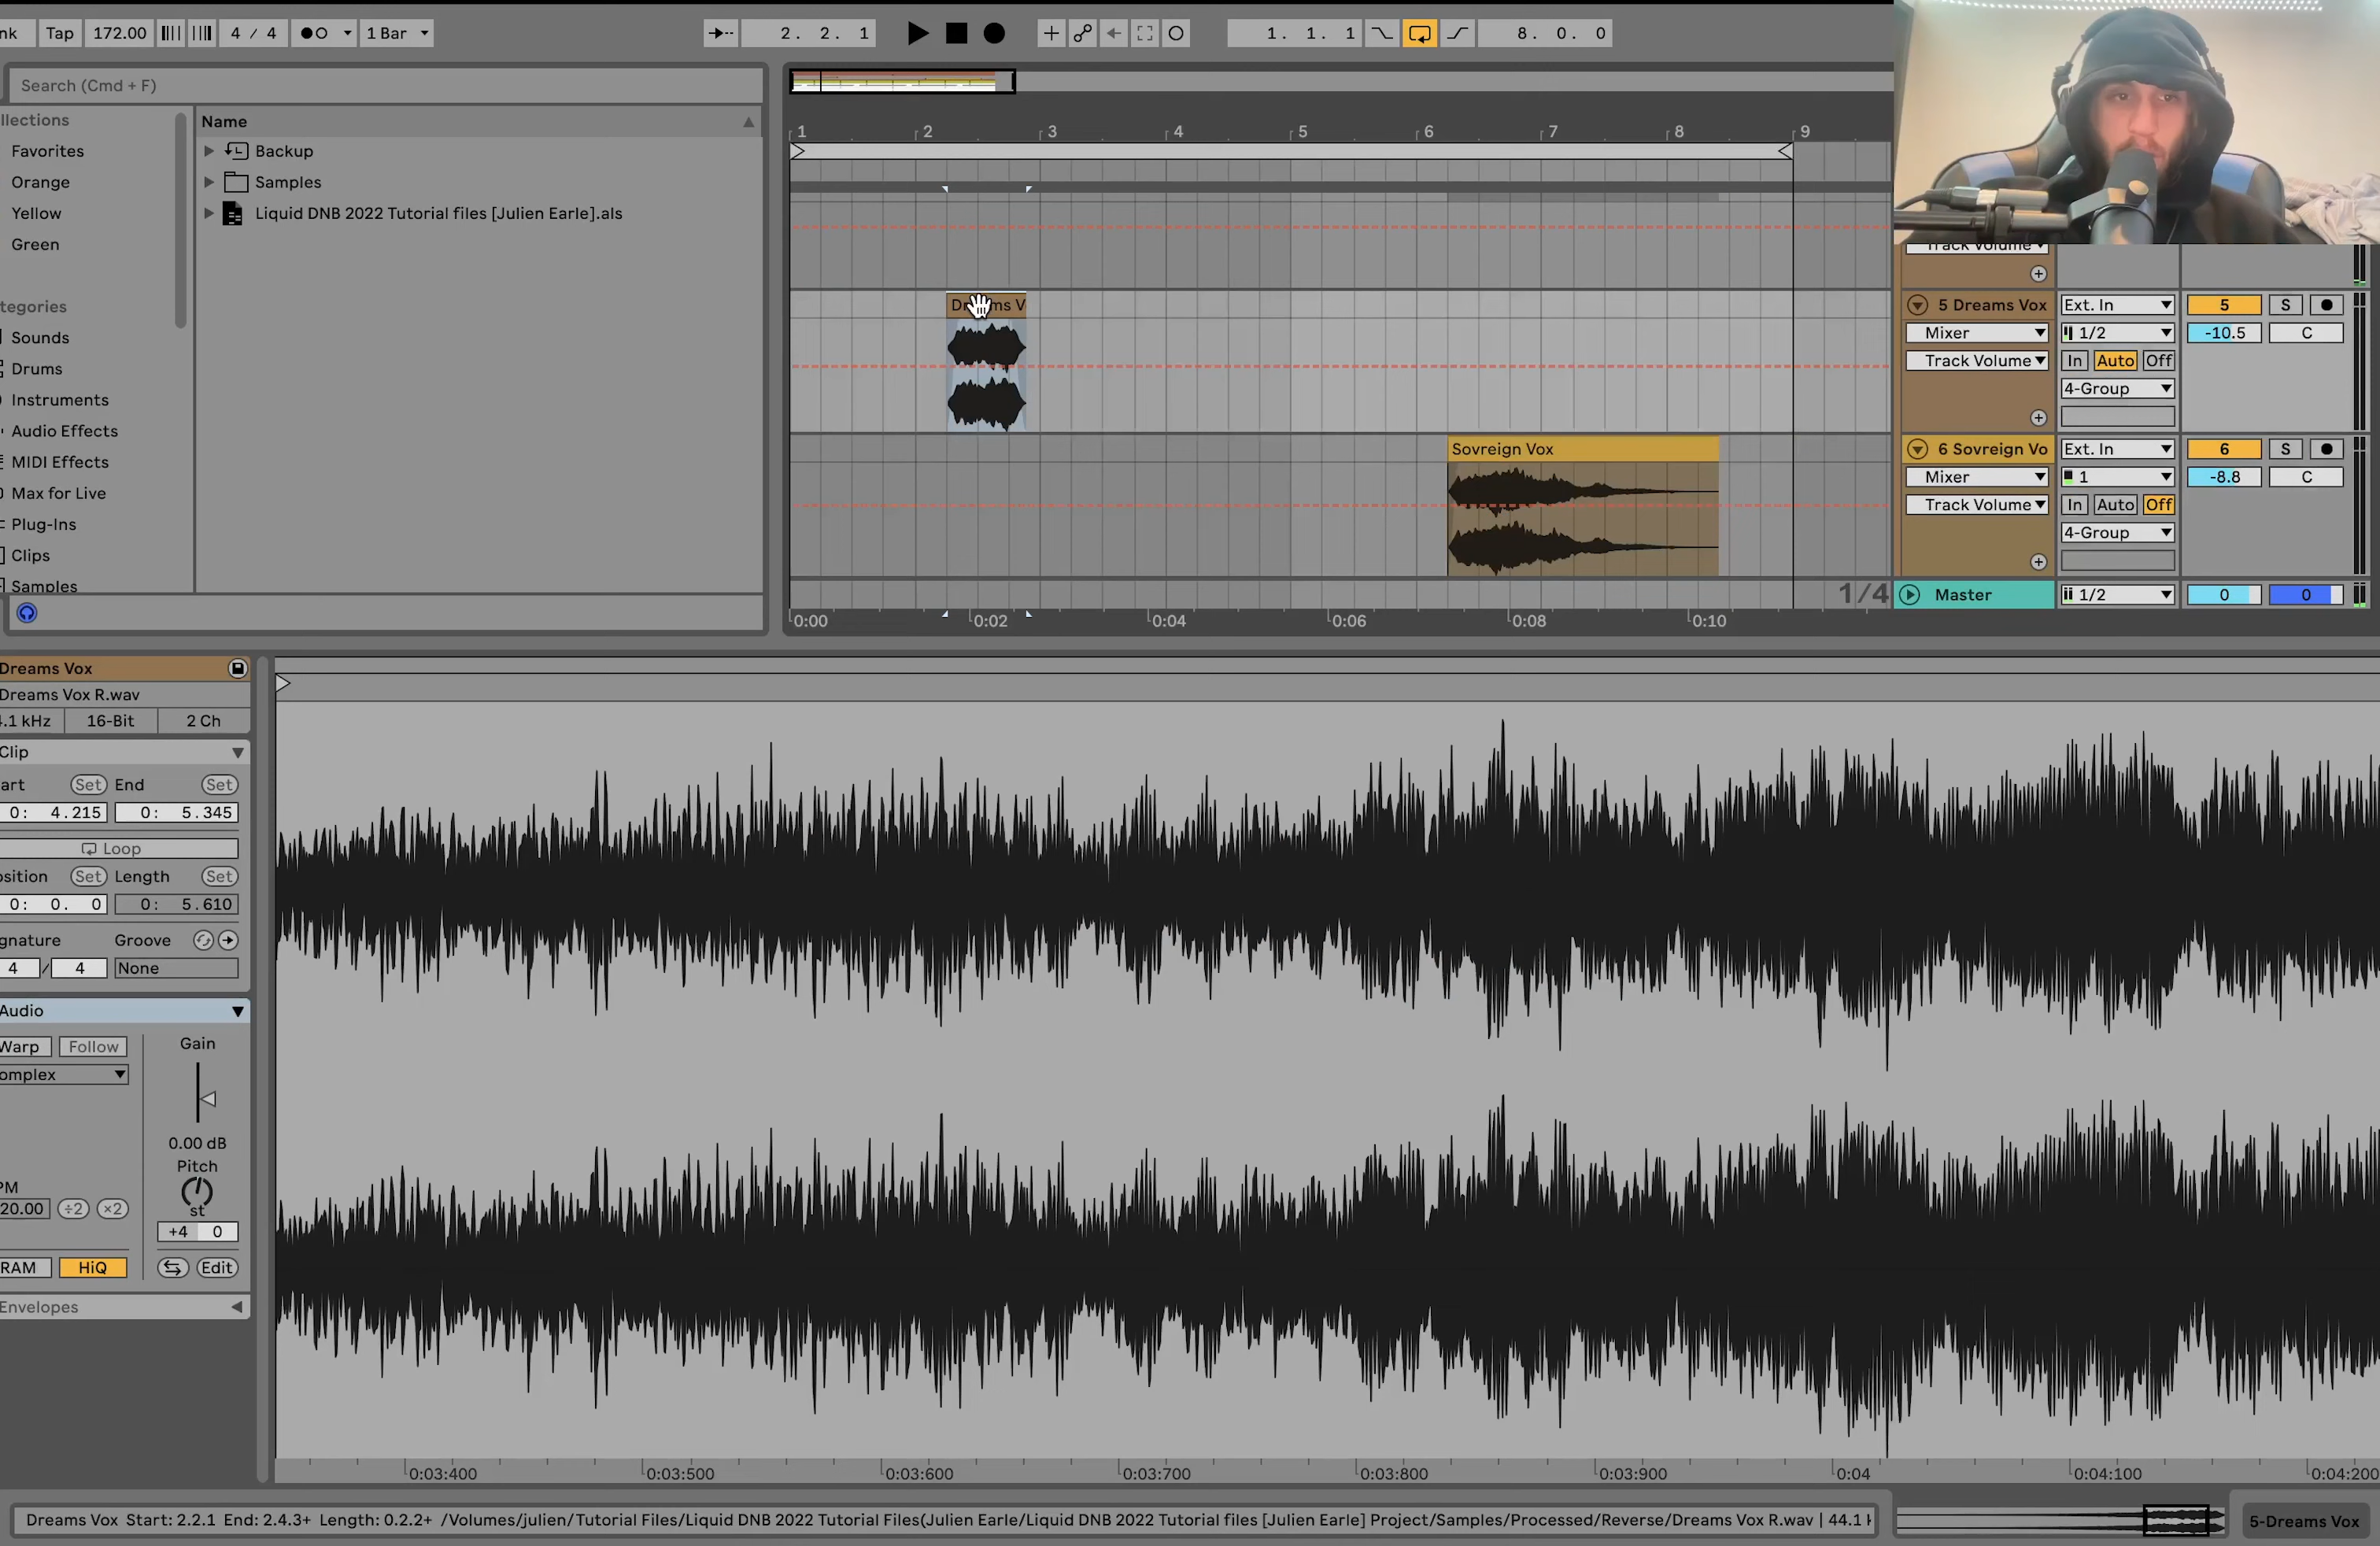 nk Tap 172.00 4 / 4 1 Bar 2. 2. 1 1. 1. 1 8. 0. 0
Search (Cmd + F)
llections
Favorites
Orange
Yellow
Green
tegories
Sounds
Drums
Instruments
Audio Effects
MIDI Effects
Max for Live
Plug-Ins
Clips
Samples
Name
Backup
Samples
Liquid DNB 2022 Tutorial files [Julien Earle].als
1 2 3 4 5 6 7 8 9
Sovreign Vox
1/4
0:00 0:02 0:04 0:06 0:08 0:10
Track Volume
5 Dreams Vox Ext. In 5 S
Mixer 1/2 -10.5 C
Track Volume In Auto Off
4-Group
6 Sovreign Vo Ext. In 6 S
Mixer 1 -8.8 C
Track Volume In Auto Off
4-Group
Master 1/2 0 0
Dreams Vox
Dreams Vox R.wav
4.1 kHz 16-Bit 2 Ch
Clip
art Set End Set
0: 4.215 0: 5.345
Loop
osition Set Length Set
0: 0. 0 0: 5.610
gnature Groove
4 / 4 None
Audio
Warp Follow Gain
omplex
0.00 dB
Pitch
PM
20.00 ÷2 ×2 st
+4 0
RAM HiQ Edit
Envelopes
0:03:400 0:03:500 0:03:600 0:03:700 0:03:800 0:03:900 0:04 0:04:100 0:04:200
Dreams Vox Start: 2.2.1 End: 2.4.3+ Length: 0.2.2+ /Volumes/julien/Tutorial Files/Liquid DNB 2022 Tutorial Files(Julien Earle/Liquid DNB 2022 Tutorial files [Julien Earle] Project/Samples/Processed/Reverse/Dreams Vox R.wav | 44.1
5-Dreams Vox